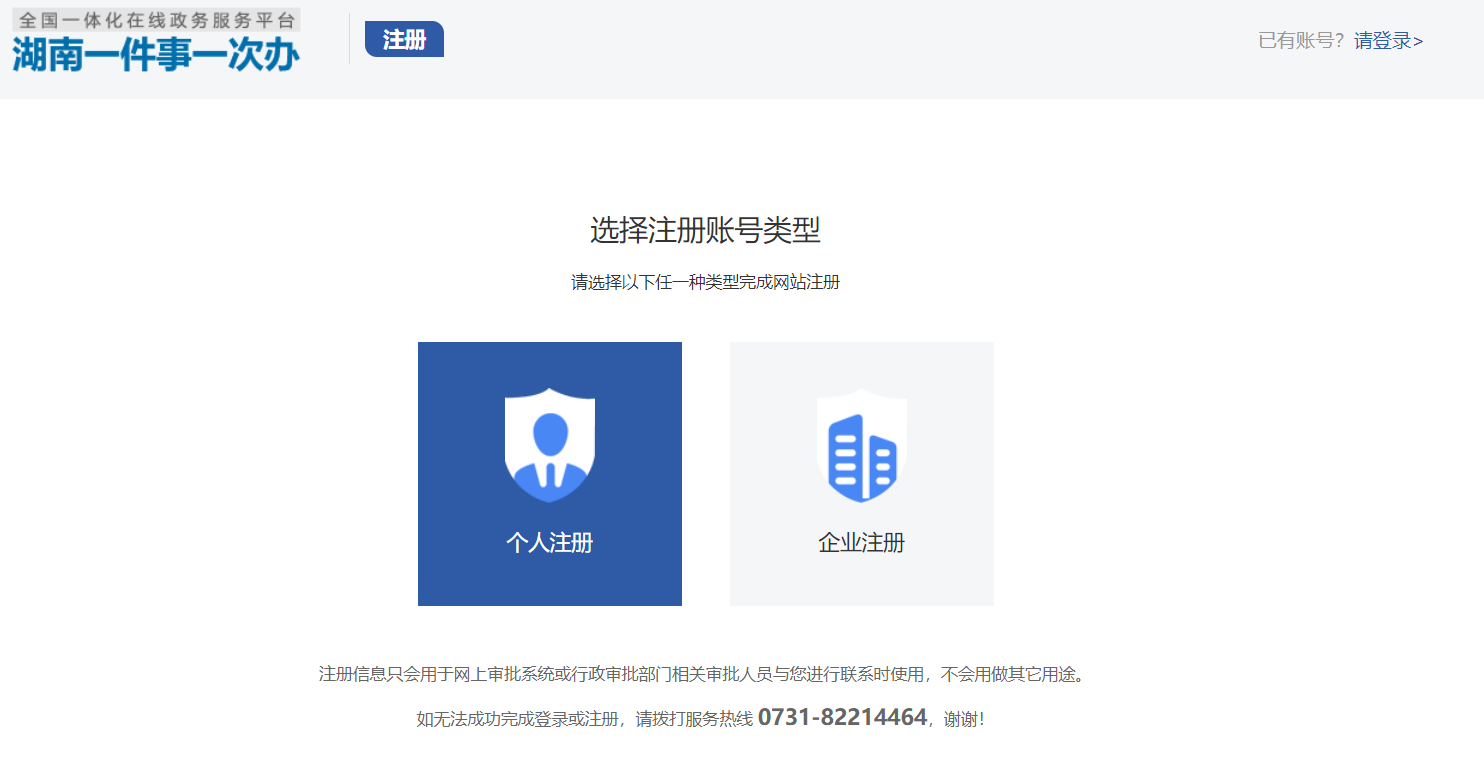 全国一体化在线政务服务平台
湖南一件事一次办
注册
已有账号？请登录>
选择注册账号类型
请选择以下任一种类型完成网站注册
个人注册
企业注册
注册信息只会用于网上审批系统或行政审批部门相关审批人员与您进行联系时使用，不会用做其它用途。
如无法成功完成登录或注册，请拨打服务热线 0731-82214464，谢谢！